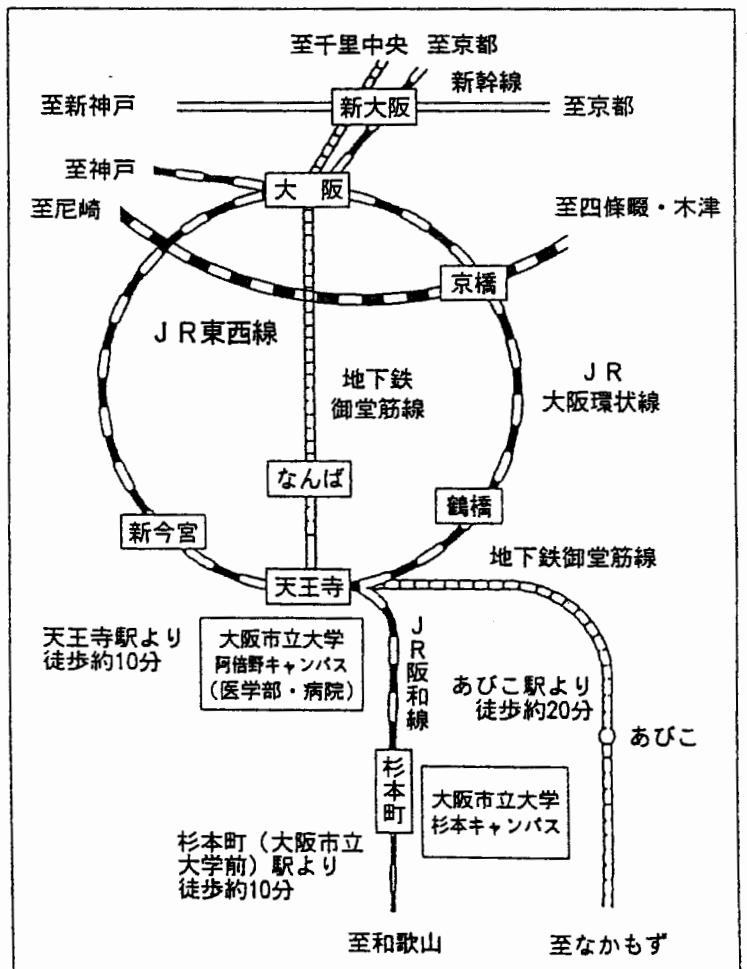 至千里中央 至京都
新幹線
至新神戸
新大阪
至京都
至神戸
大阪
至尼崎
至四條畷・木津
京橋
JR東西線
地下鉄
御堂筋線
JR
大阪環状線
なんば
鶴橋
新今宮
地下鉄御堂筋線
天王寺
天王寺駅より
徒歩約10分
大阪市立大学
阿倍野キャンパス
(医学部・病院)
JR阪和線
あびこ駅より
徒歩約20分
あびこ
杉本町
大阪市立大学
杉本キャンパス
杉本町(大阪市立
大学前)駅より
徒歩約10分
至和歌山
至なかもず